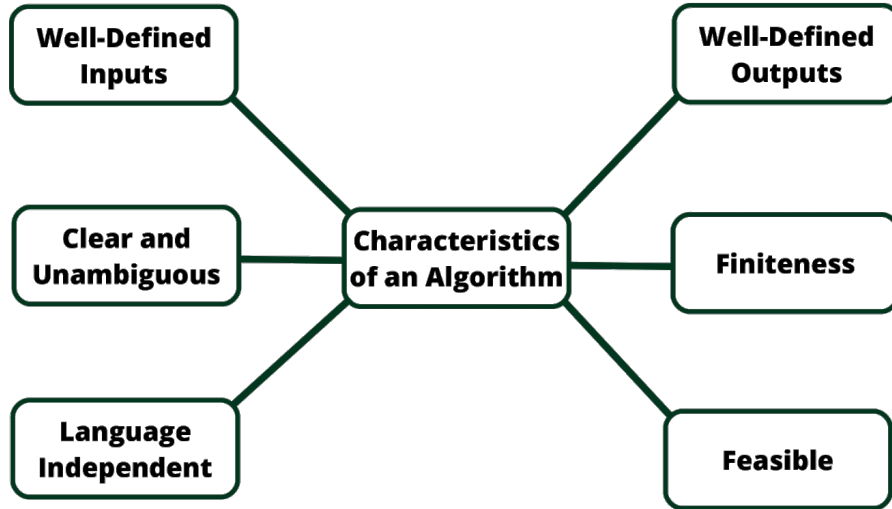 Well-Defined
Inputs
Well-Defined
Outputs
Clear and
Unambiguous
Characteristics
of an Algorithm
Finiteness
Language
Independent
Feasible